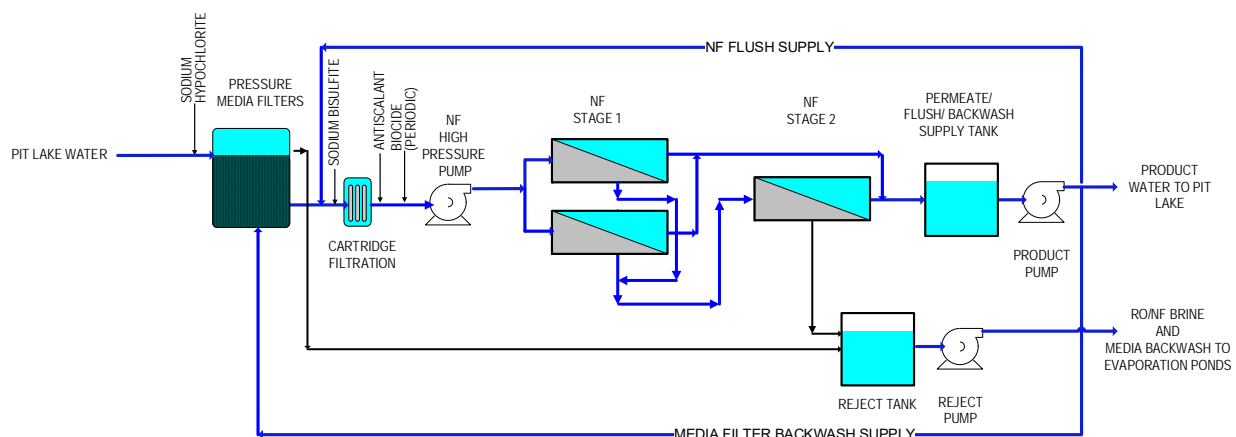 NF FLUSH SUPPLY
SODIUM
HYPOCHLORITE
PRESSURE
MEDIA FILTERS
SODIUM BISULFITE
ANTISCALANT
BIOCIDE
(PERIODIC)
NF
HIGH
PRESSURE
PUMP
NF
STAGE 1
NF
STAGE 2
PERMEATE/
FLUSH/ BACKWASH
SUPPLY TANK
PIT LAKE WATER
PRODUCT
WATER TO PIT
LAKE
CARTRIDGE
FILTRATION
PRODUCT
PUMP
RO/NF BRINE
AND
MEDIA BACKWASH TO
EVAPORATION PONDS
REJECT TANK
REJECT
PUMP
MEDIA FILTER BACKWASH SUPPLY